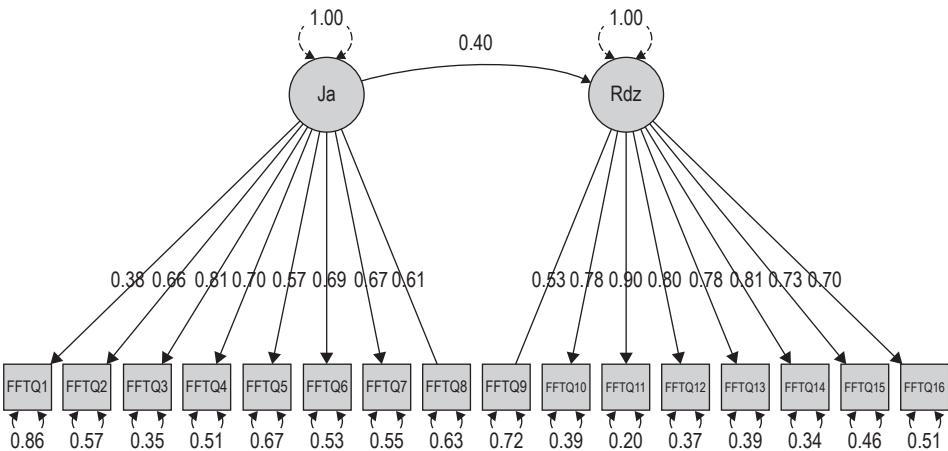 1.00 1.00
0.40
Ja Rdz
0.38 0.66 0.81 0.70 0.57 0.69 0.67 0.61 0.53 0.78 0.90 0.80 0.78 0.81 0.73 0.70
FFTQ1 FFTQ2 FFTQ3 FFTQ4 FFTQ5 FFTQ6 FFTQ7 FFTQ8 FFTQ9 FFTQ10 FFTQ11 FFTQ12 FFTQ13 FFTQ14 FFTQ15 FFTQ16
0.86 0.57 0.35 0.51 0.67 0.53 0.55 0.63 0.72 0.39 0.20 0.37 0.39 0.34 0.46 0.51